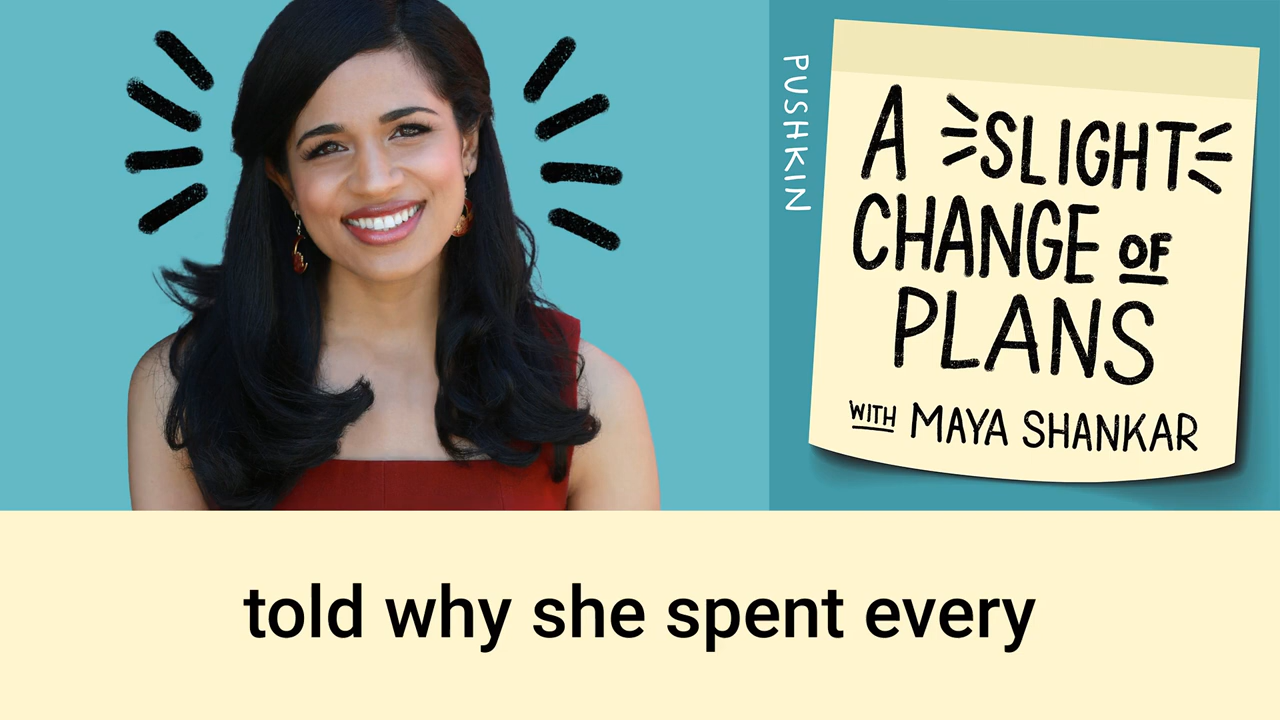 PUSHKIN
A SLIGHT
CHANGE OF
PLANS
WITH MAYA SHANKAR
told why she spent every